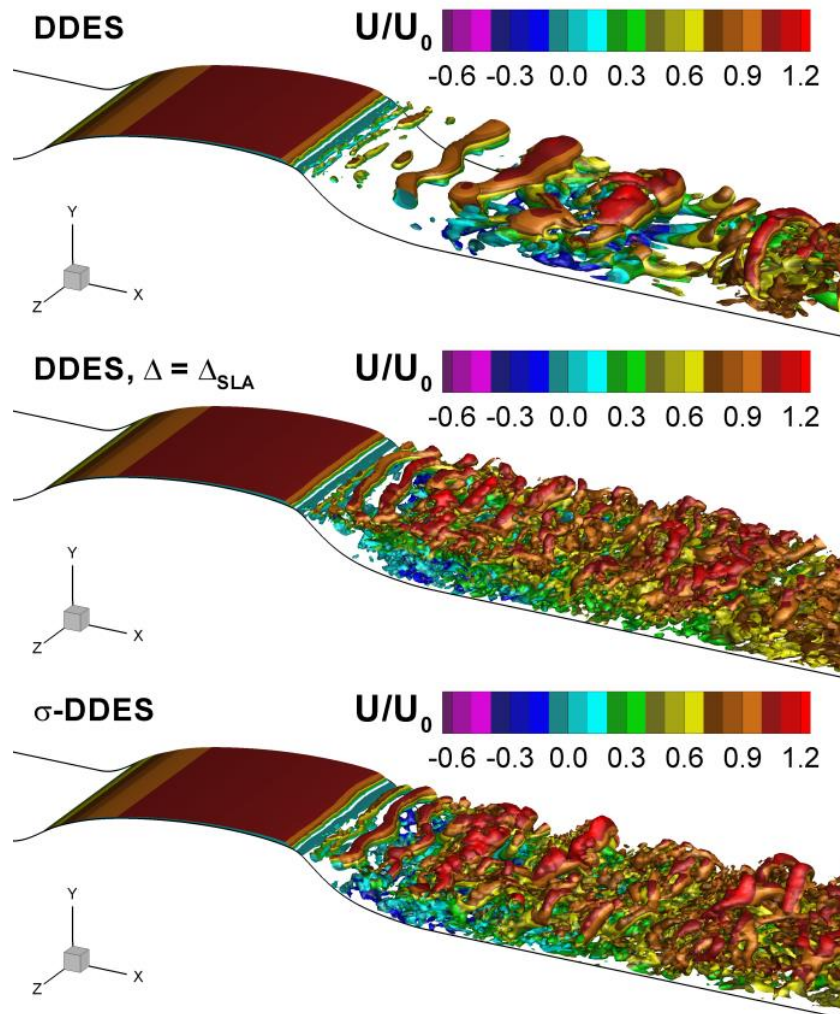 DDES
U/U₀
-0.6 -0.3 0.0 0.3 0.6 0.9 1.2
Y
Z
X
DDES, Δ = Δ_SLA
U/U₀
-0.6 -0.3 0.0 0.3 0.6 0.9 1.2
Y
Z
X
σ-DDES
U/U₀
-0.6 -0.3 0.0 0.3 0.6 0.9 1.2
Y
Z
X